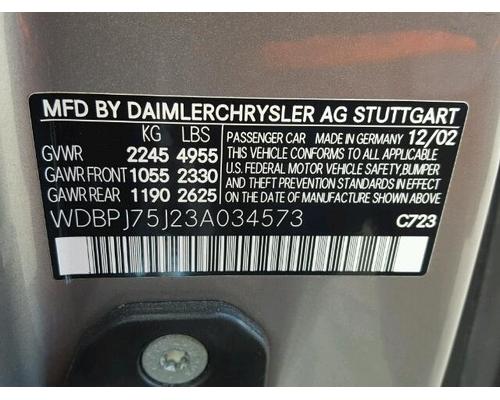 MFD BY DAIMLERCHRYSLER AG STUTTGART
KG LBS
GVWR 2245 4955
GAWR FRONT 1055 2330
GAWR REAR 1190 2625
PASSENGER CAR MADE IN GERMANY 12/02
THIS VEHICLE CONFORMS TO ALL APPLICABLE
U.S. FEDERAL MOTOR VEHICLE SAFETY,BUMPER
AND THEFT PREVENTION STANDARDS IN
EFFECT ON THE DATE OF MANUFACTURE
WDBPJ75J23A034573
C723